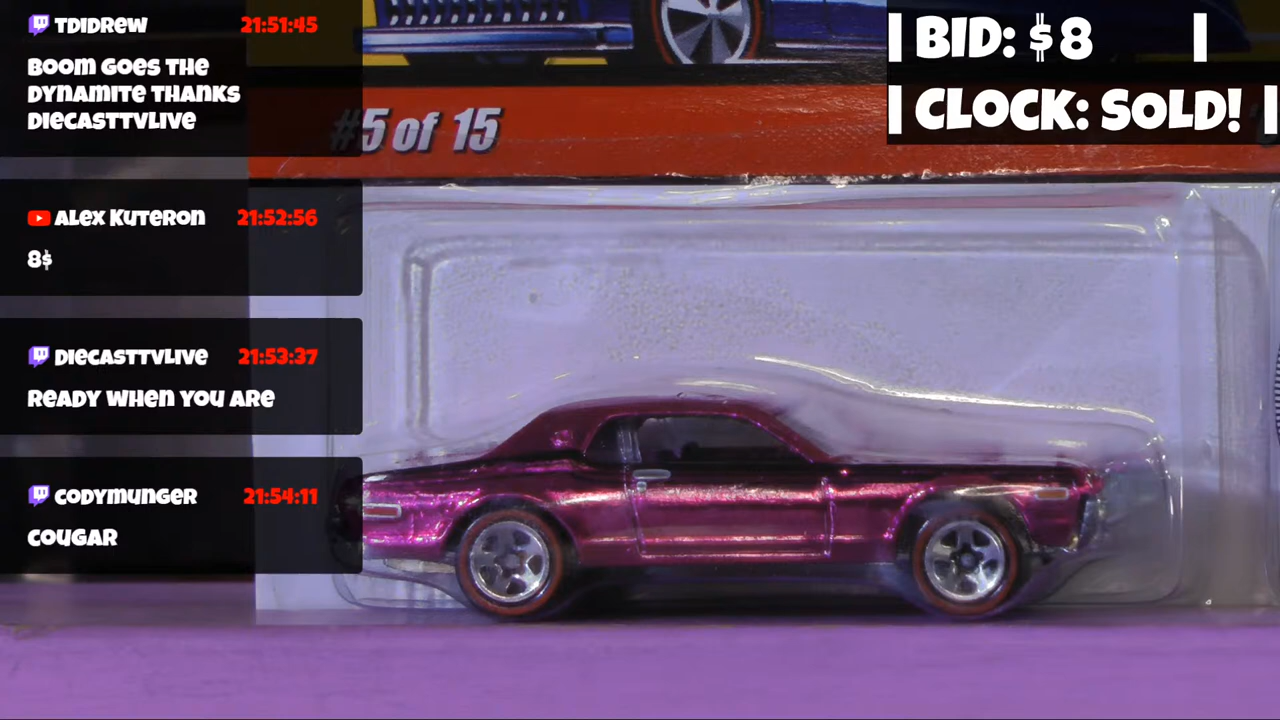 TDIDREW 21:51:45
BOOM GOES THE
DYNAMITE THANKS
DIECASTTVLIVE
ALEX KUTERON 21:52:56
8$
DIECASTTVLIVE 21:53:37
READY WHEN YOU ARE
CODYMUNGER 21:54:11
COUGAR
#5 of 15
| BID: $8 |
| CLOCK: SOLD! |